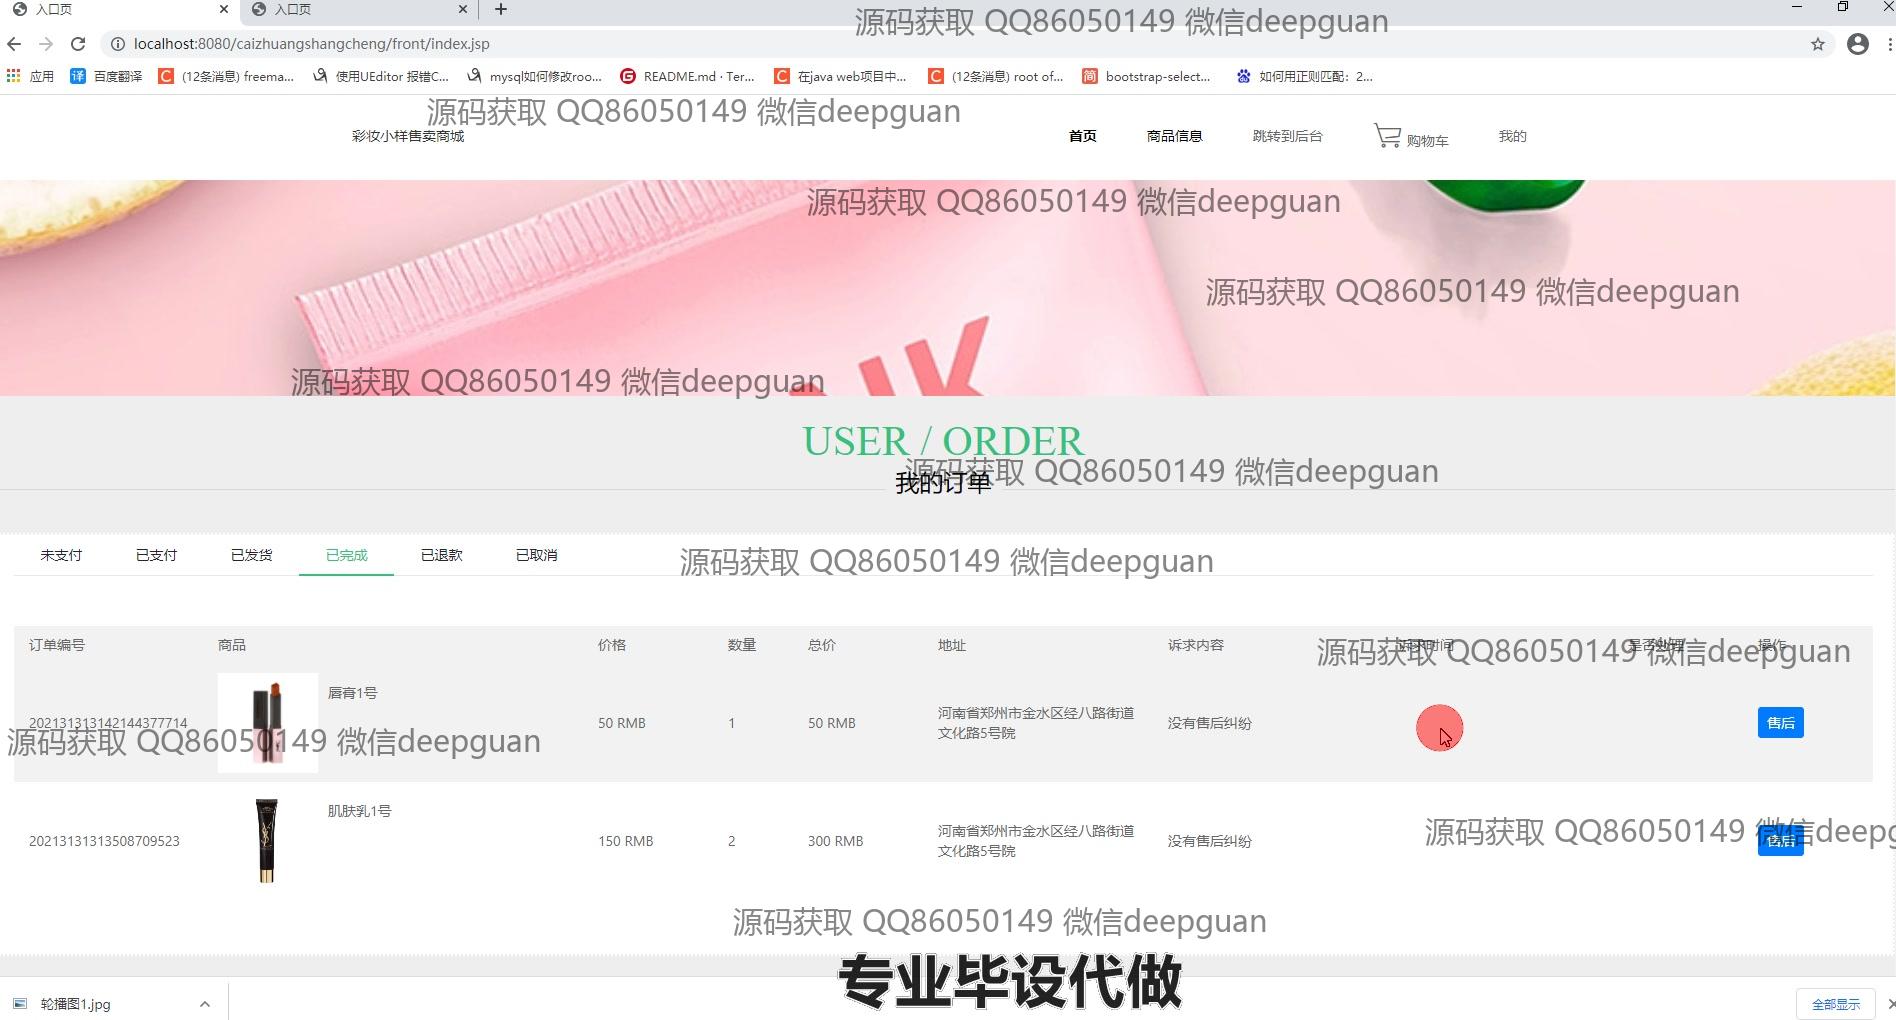 入口页
入口页
localhost:8080/caizhuangshangcheng/front/index.jsp
源码获取 QQ86050149 微信deepguan
应用
百度翻译
(12条消息) freema...
使用UEditor 报错C...
mysql如何修改roo...
README.md · Ter...
在java web项目中...
(12条消息) root of...
bootstrap-select...
如何用正则匹配：2...
源码获取 QQ86050149 微信deepguan
彩妆小样售卖商城
首页
商品信息
跳转到后台
购物车
我的
源码获取 QQ86050149 微信deepguan
源码获取 QQ86050149 微信deepguan
源码获取 QQ86050149 微信deepguan
USER / ORDER
源码获取 QQ86050149 微信deepguan
我的订单
未支付
已支付
已发货
已完成
已退款
已取消
源码获取 QQ86050149 微信deepguan
订单编号
商品
价格
数量
总价
地址
诉求内容
诉求时间
是否处理
操作
源码获取 QQ86050149 微信deepguan
202131313142144377714
唇膏1号
50 RMB
1
50 RMB
河南省郑州市金水区经八路街道
文化路5号院
没有售后纠纷
售后
源码获取 QQ86050149 微信deepguan
20213131313508709523
肌肤乳1号
150 RMB
2
300 RMB
河南省郑州市金水区经八路街道
文化路5号院
没有售后纠纷
售后
源码获取 QQ86050149 微信deepg
源码获取 QQ86050149 微信deepguan
专业毕设代做
轮播图1.jpg
全部显示